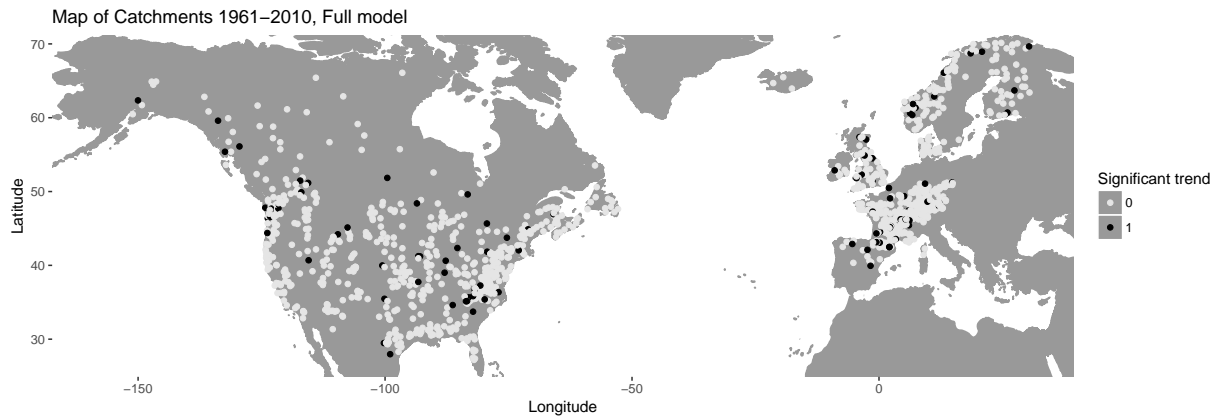 Map of Catchments 1961−2010, Full model
70
60
50
40
30
Latitude
−150
−100
−50
0
Longitude
Significant trend
0
1